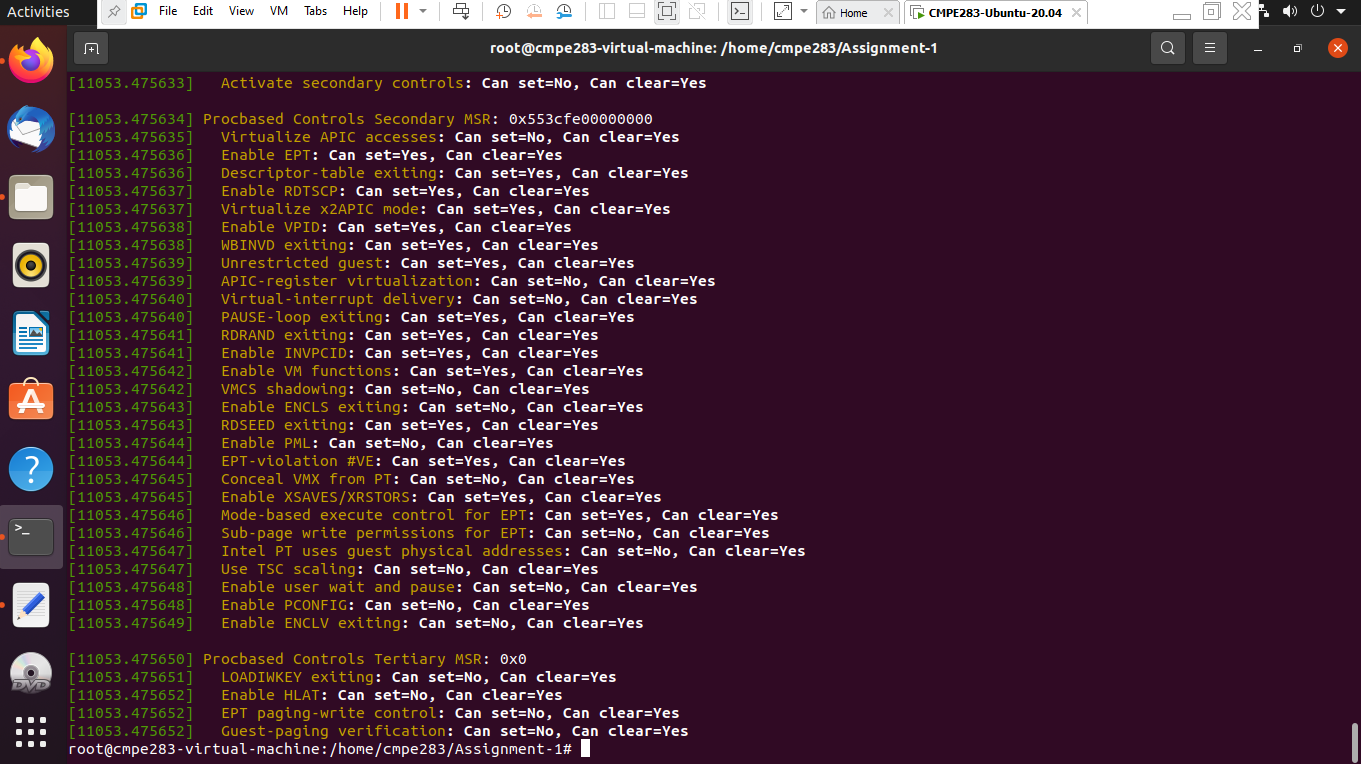 Activities
File Edit View VM Tabs Help
Home
CMPE283-Ubuntu-20.04
root@cmpe283-virtual-machine: /home/cmpe283/Assignment-1
[11053.475633]   Activate secondary controls: Can set=No, Can clear=Yes
[11053.475634] Procbased Controls Secondary MSR: 0x553cfe00000000
[11053.475635]   Virtualize APIC accesses: Can set=No, Can clear=Yes
[11053.475636]   Enable EPT: Can set=Yes, Can clear=Yes
[11053.475636]   Descriptor-table exiting: Can set=Yes, Can clear=Yes
[11053.475637]   Enable RDTSCP: Can set=Yes, Can clear=Yes
[11053.475637]   Virtualize x2APIC mode: Can set=Yes, Can clear=Yes
[11053.475638]   Enable VPID: Can set=Yes, Can clear=Yes
[11053.475638]   WBINVD exiting: Can set=Yes, Can clear=Yes
[11053.475639]   Unrestricted guest: Can set=Yes, Can clear=Yes
[11053.475639]   APIC-register virtualization: Can set=No, Can clear=Yes
[11053.475640]   Virtual-interrupt delivery: Can set=No, Can clear=Yes
[11053.475640]   PAUSE-loop exiting: Can set=Yes, Can clear=Yes
[11053.475641]   RDRAND exiting: Can set=Yes, Can clear=Yes
[11053.475641]   Enable INVPCID: Can set=Yes, Can clear=Yes
[11053.475642]   Enable VM functions: Can set=Yes, Can clear=Yes
[11053.475642]   VMCS shadowing: Can set=No, Can clear=Yes
[11053.475643]   Enable ENCLS exiting: Can set=No, Can clear=Yes
[11053.475643]   RDSEED exiting: Can set=Yes, Can clear=Yes
[11053.475644]   Enable PML: Can set=No, Can clear=Yes
[11053.475644]   EPT-violation #VE: Can set=Yes, Can clear=Yes
[11053.475645]   Conceal VMX from PT: Can set=No, Can clear=Yes
[11053.475645]   Enable XSAVES/XRSTORS: Can set=Yes, Can clear=Yes
[11053.475646]   Mode-based execute control for EPT: Can set=Yes, Can clear=Yes
[11053.475646]   Sub-page write permissions for EPT: Can set=No, Can clear=Yes
[11053.475647]   Intel PT uses guest physical addresses: Can set=No, Can clear=Yes
[11053.475647]   Use TSC scaling: Can set=No, Can clear=Yes
[11053.475648]   Enable user wait and pause: Can set=No, Can clear=Yes
[11053.475648]   Enable PCONFIG: Can set=No, Can clear=Yes
[11053.475649]   Enable ENCLV exiting: Can set=No, Can clear=Yes
[11053.475650] Procbased Controls Tertiary MSR: 0x0
[11053.475651]   LOADIWKEY exiting: Can set=No, Can clear=Yes
[11053.475652]   Enable HLAT: Can set=No, Can clear=Yes
[11053.475652]   EPT paging-write control: Can set=No, Can clear=Yes
[11053.475652]   Guest-paging verification: Can set=No, Can clear=Yes
root@cmpe283-virtual-machine:/home/cmpe283/Assignment-1#
DVD